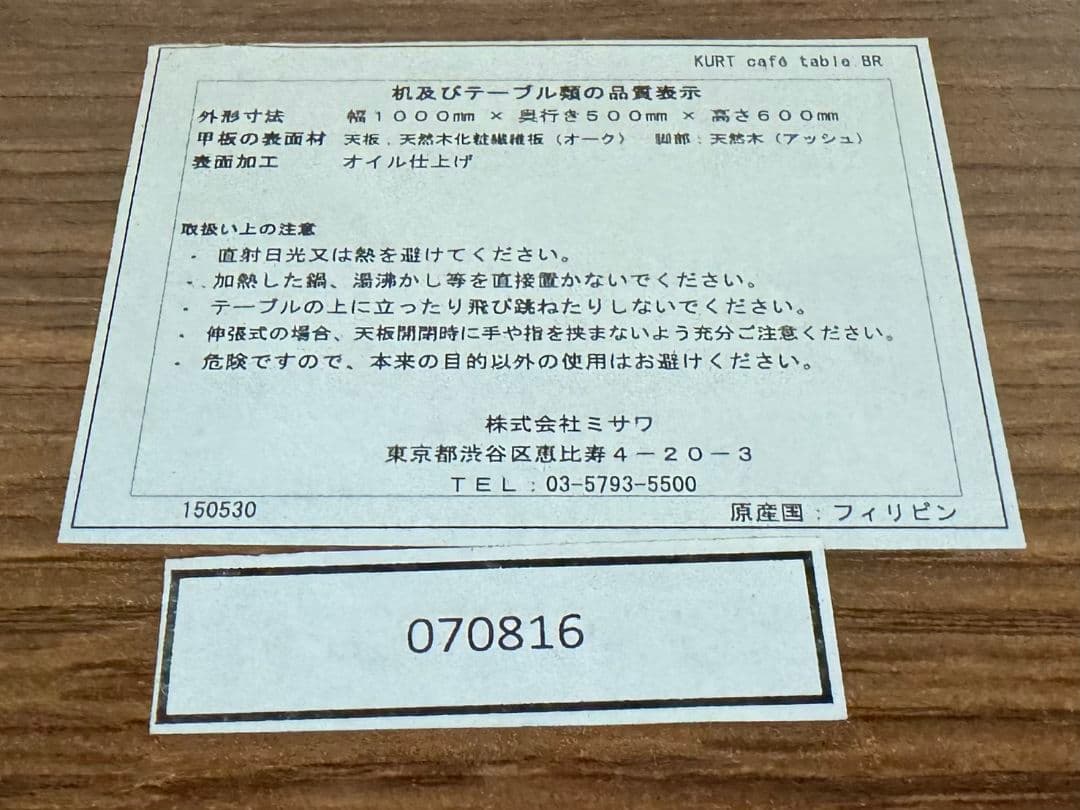 KURT café table BR
机及びテーブル類の品質表示
外形寸法 幅1000mm × 奥行き500mm × 高さ600mm
甲板の表面材 天板:天然木化粧繊維板(オーク) 脚部:天然木(アッシュ)
表面加工 オイル仕上げ
取扱い上の注意
・ 直射日光又は熱を避けてください。
・ 加熱した鍋、湯沸かし等を直接置かないでください。
・ テーブルの上に立ったり飛び跳ねたりしないでください。
・ 伸張式の場合、天板開閉時に手や指を挟まないよう充分ご注意ください。
・ 危険ですので、本来の目的以外の使用はお避けください。
株式会社ミサワ
東京都渋谷区恵比寿4-20-3
TEL:03-5793-5500
150530 原産国:フィリピン
070816